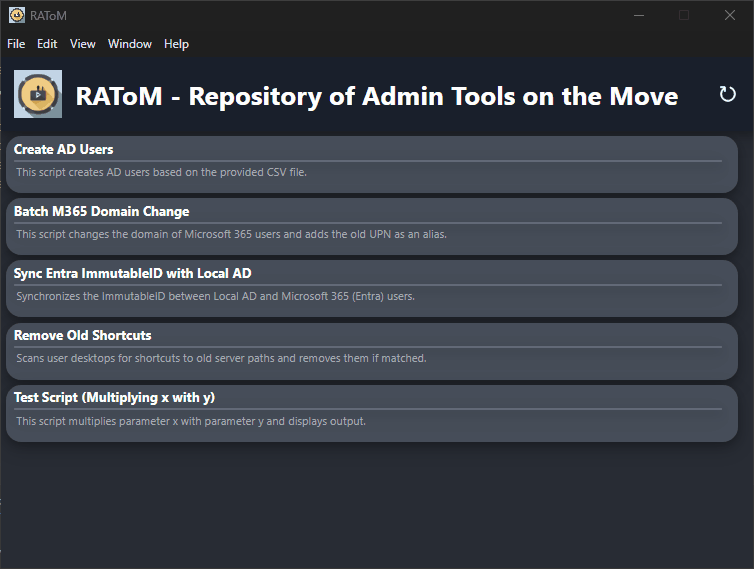 RAToM
File Edit View Window Help
RAToM - Repository of Admin Tools on the Move
Create AD Users
This script creates AD users based on the provided CSV file.
Batch M365 Domain Change
This script changes the domain of Microsoft 365 users and adds the old UPN as an alias.
Sync Entra ImmutableID with Local AD
Synchronizes the ImmutableID between Local AD and Microsoft 365 (Entra) users.
Remove Old Shortcuts
Scans user desktops for shortcuts to old server paths and removes them if matched.
Test Script (Multiplying x with y)
This script multiplies parameter x with parameter y and displays output.